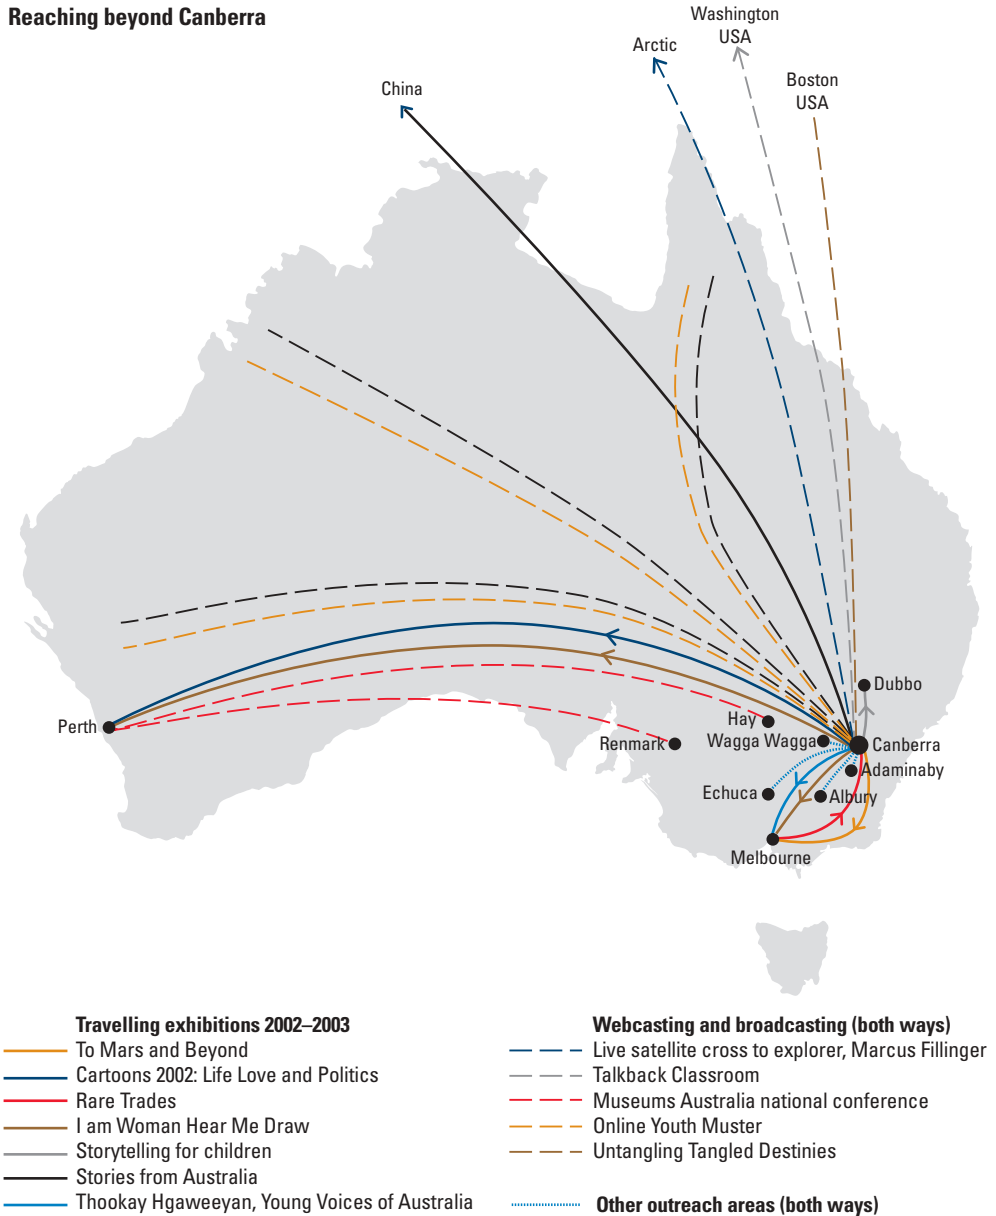 Reaching beyond Canberra
Washington
USA
Arctic
Boston
USA
China
Dubbo
Perth
Hay
Wagga Wagga
Renmark
Canberra
Adaminaby
Echuca
Albury
Melbourne
Travelling exhibitions 2002–2003
To Mars and Beyond
Cartoons 2002: Life Love and Politics
Rare Trades
I am Woman Hear Me Draw
Storytelling for children
Stories from Australia
Thookay Hgaweeyan, Young Voices of Australia
Webcasting and broadcasting (both ways)
Live satellite cross to explorer, Marcus Fillinger
Talkback Classroom
Museums Australia national conference
Online Youth Muster
Untangling Tangled Destinies
Other outreach areas (both ways)